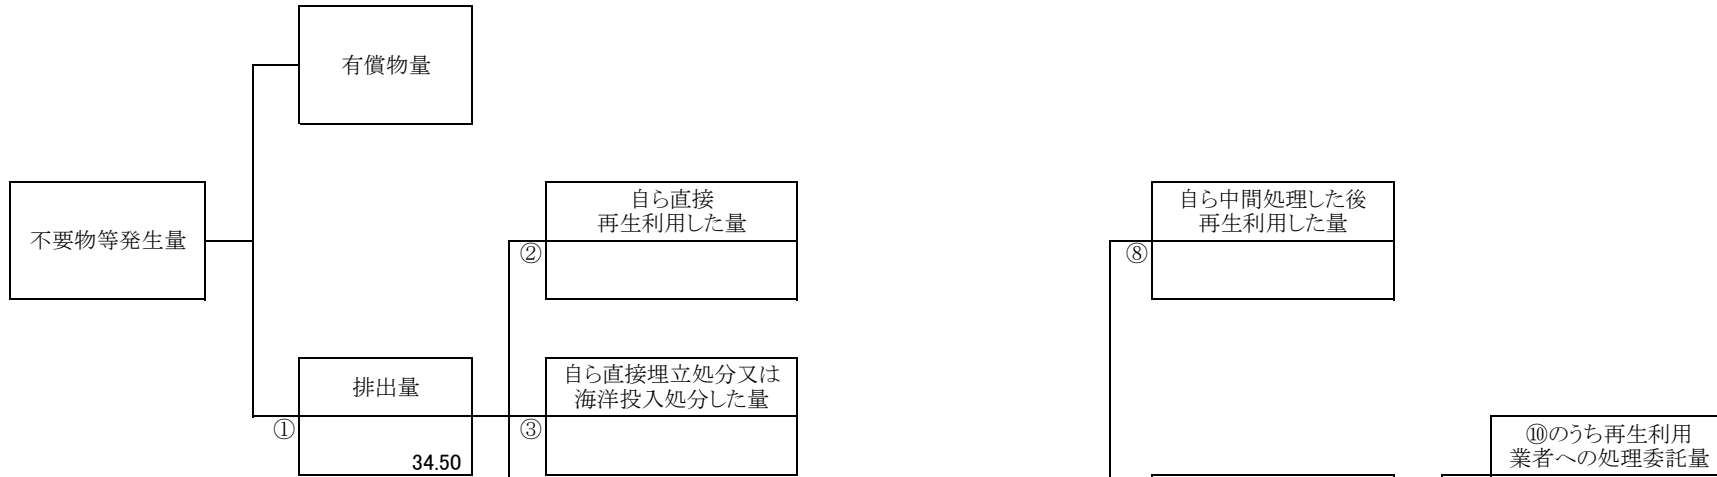 有償物量
不要物等発生量
自ら直接
再生利用した量
②
自ら中間処理した後
再生利用した量
⑧
排出量
①
34.50
自ら直接埋立処分又は
海洋投入処分した量
③
⑩のうち再生利用
業者への処理委託量